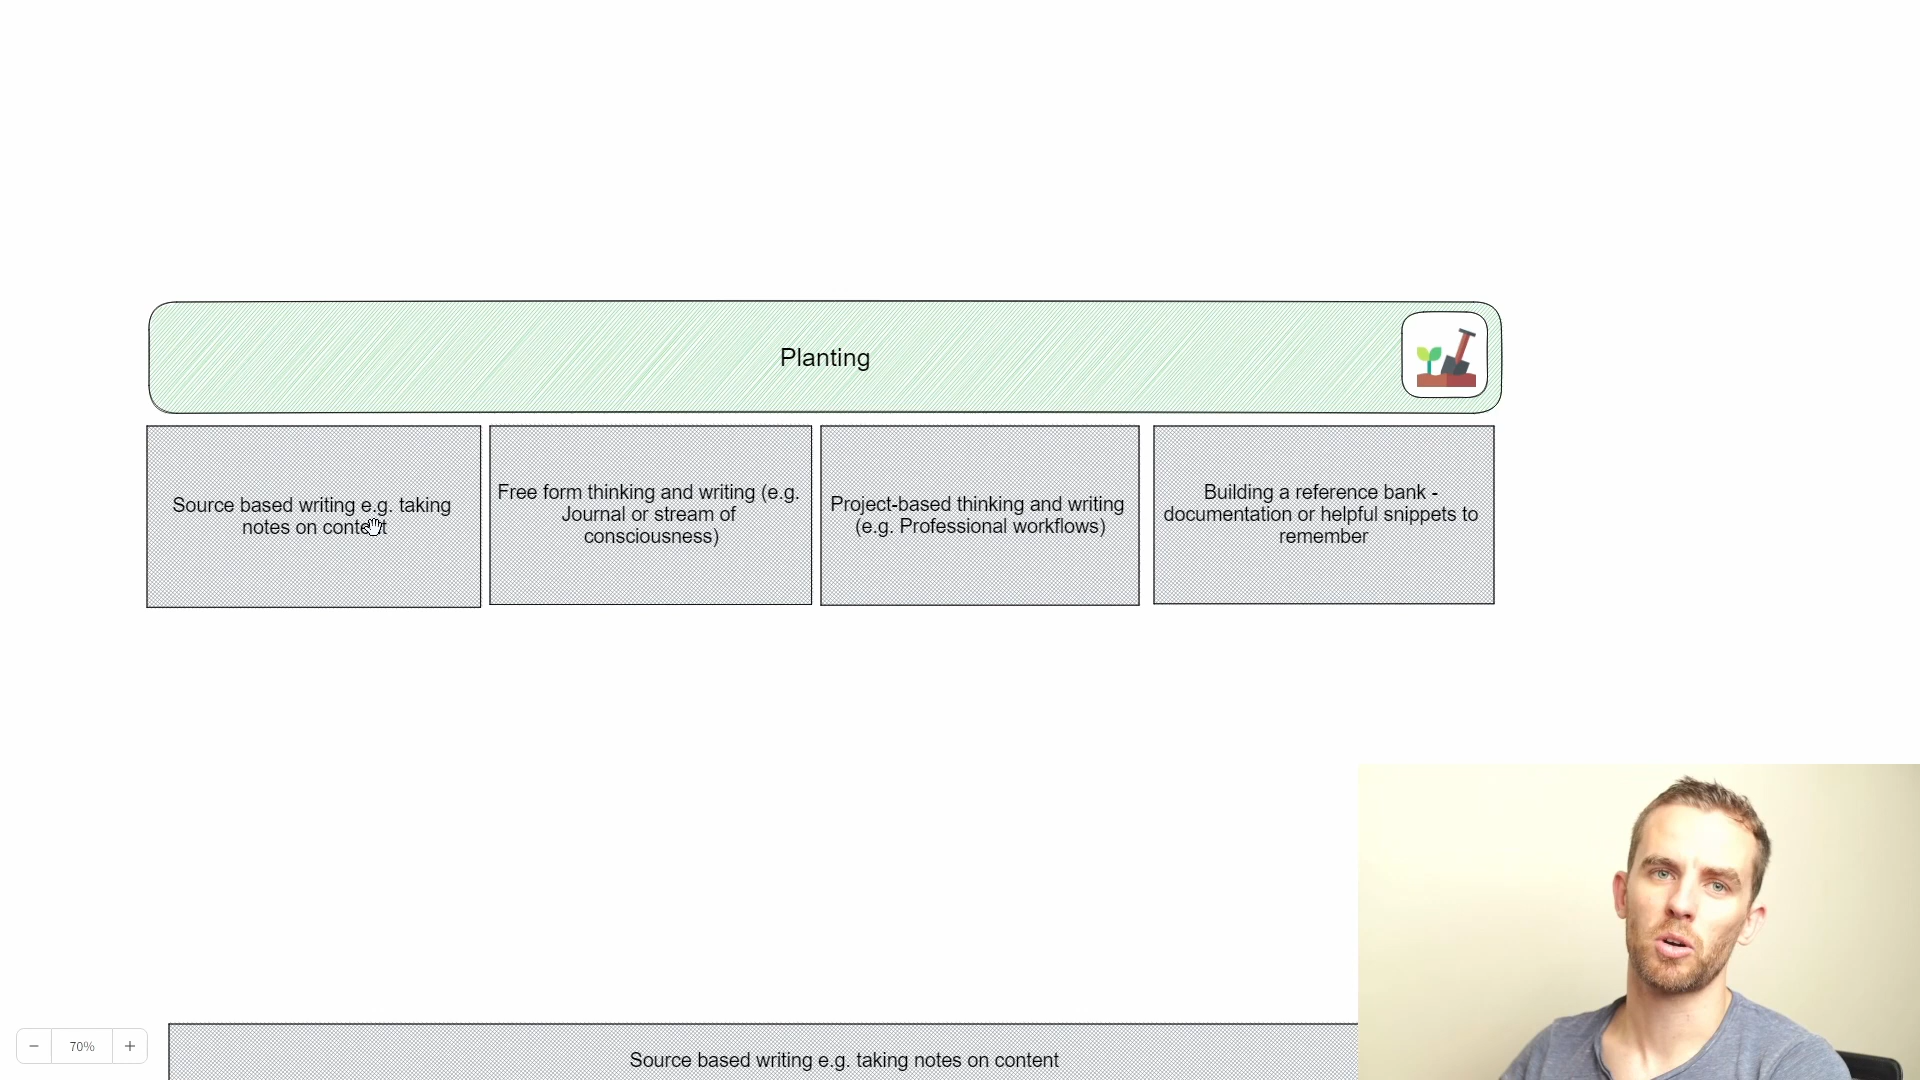 Planting
Source based writing e.g. taking
notes on content
Free form thinking and writing (e.g.
Journal or stream of
consciousness)
Project-based thinking and writing
(e.g. Professional workflows)
Building a reference bank -
documentation or helpful snippets to
remember
Source based writing e.g. taking notes on content
− 70% +